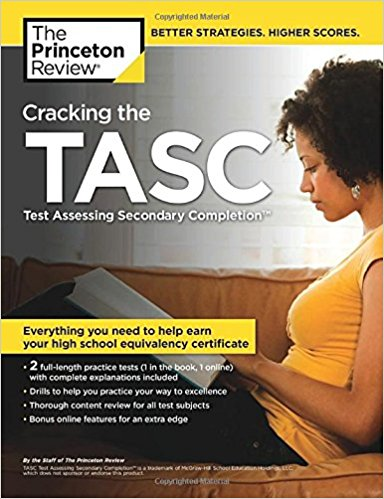 Copyrighted Material
The
Princeton
Review®
BETTER STRATEGIES. HIGHER SCORES.
Cracking the
TASC
Test Assessing Secondary Completion™
Everything you need to help earn
your high school equivalency certificate
• 2 full-length practice tests (1 in the book, 1 online)
with complete explanations included
• Drills to help you practice your way to excellence
• Thorough content review for all test subjects
• Bonus online features for an extra edge
By the Staff of The Princeton Review
TASC Test Assessing Secondary Completion™ is a trademark of McGraw-Hill School Education Holdings, LLC,
which does not sponsor or endorse this product.
Copyrighted Material